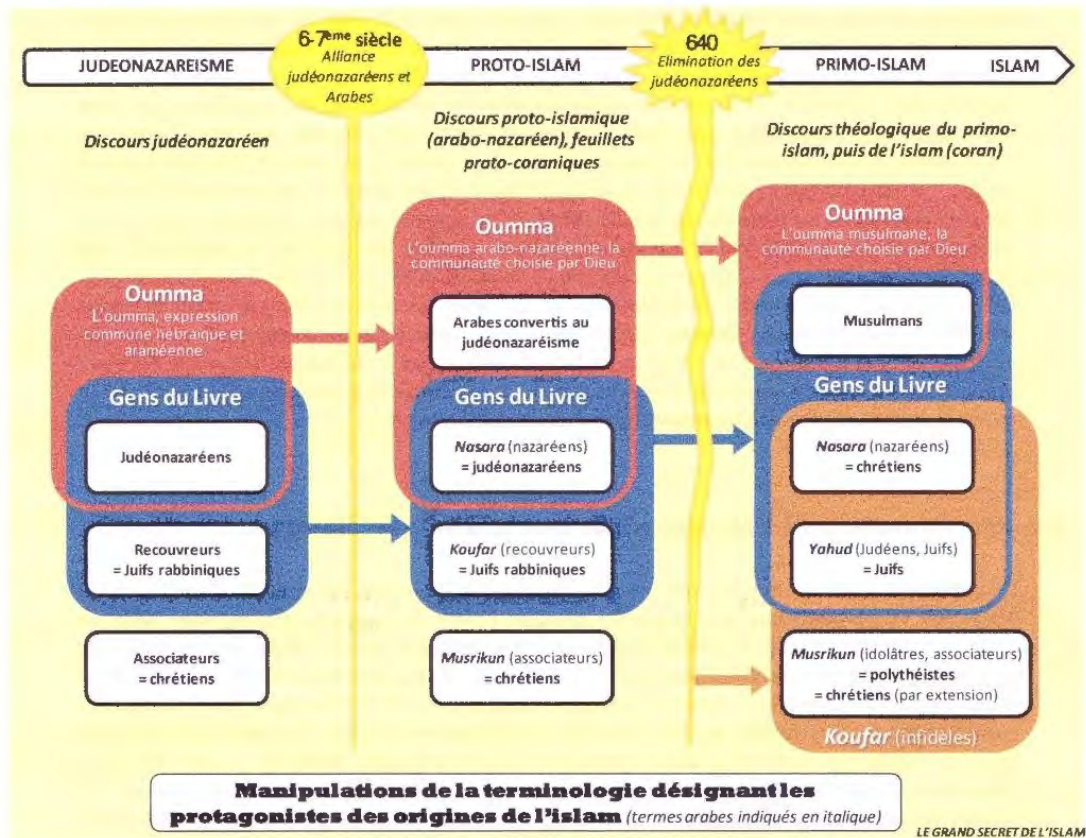 6-7ème siècle
Alliance
judéonazaréens et
Arabes
640
Elimination des
judéonazaréens
JUDEONAZAREISME
PROTO-ISLAM
PRIMO-ISLAM
ISLAM
Discours judéonazaréen
Discours proto-islamique
(arabo-nazaréen), feuillets
proto-coraniques
Discours théologique du primo-
islam, puis de l'islam (coran)
Oumma
L'oumma, expression
commune hébraïque et
araméenne
Gens du Livre
Judéonazaréens
Recouvreurs
= Juifs rabbiniques
Associateurs
= chrétiens
Oumma
L'oumma arabo-nazaréenne, la
communauté choisie par Dieu
Arabes convertis au
judéonazaréisme
Gens du Livre
Nasara (nazaréens)
= judéonazaréens
Koufar (recouvreurs)
= Juifs rabbiniques
Musrikun (associateurs)
= chrétiens
Oumma
L'oumma musulmane, la
communauté choisie par Dieu
Musulmans
Gens du Livre
Nasara (nazaréens)
= chrétiens
Yahud (Judéens, Juifs)
= Juifs
Musrikun (idolâtres, associateurs)
= polythéistes
= chrétiens (par extension)
Koufar (infidèles)
Manipulations de la terminologie désignant les
protagonistes des origines de l'islam (termes arabes indiqués en italique)
LE GRAND SECRET DE L'ISLAM